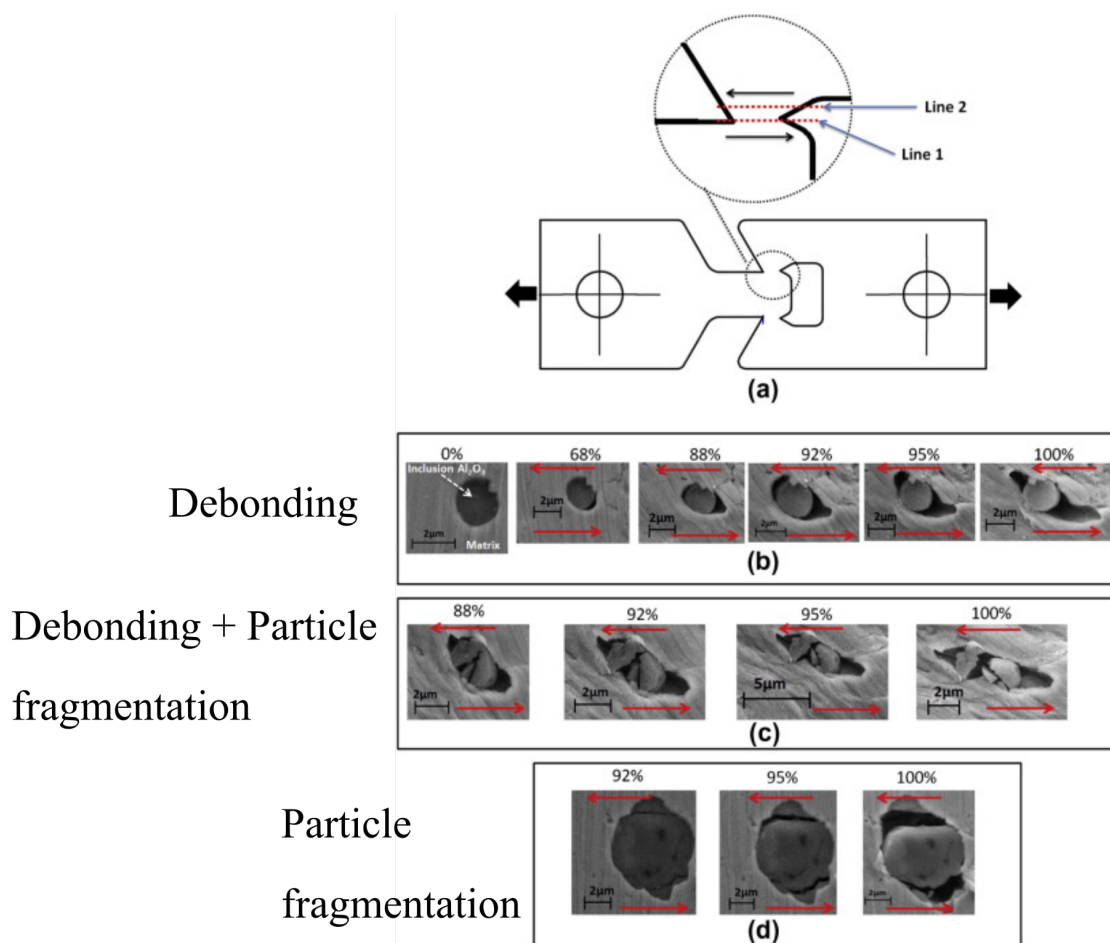 Line 2
Line 1
(a)
Debonding
0% 68% 88% 92% 95% 100%
Inclusion Al₂O₃
2μm 2μm 2μm 2μm 2μm 2μm
Matrix
(b)
Debonding + Particle
fragmentation
88% 92% 95% 100%
2μm 2μm 5μm 2μm
(c)
Particle
fragmentation
92% 95% 100%
2μm 2μm 2μm
(d)